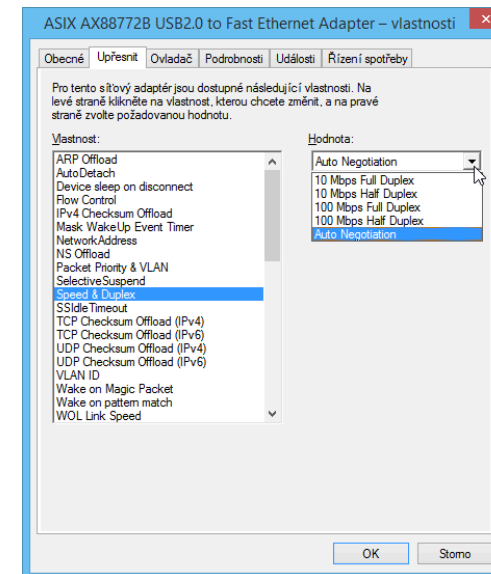 ASIX AX88772B USB2.0 to Fast Ethernet Adapter – vlastnosti
Obecné Upřesnit Ovladač Podrobnosti Události Řízení spotřeby
Pro tento síťový adaptér jsou dostupné následující vlastnosti. Na
levé straně klikněte na vlastnost, kterou chcete změnit, a na pravé
straně zvolte požadovanou hodnotu.
Vlastnost:
ARP Offload
AutoDetach
Device sleep on disconnect
Flow Control
IPv4 Checksum Offload
Mask WakeUp Event Timer
NetworkAddress
NS Offload
Packet Priority & VLAN
SelectiveSuspend
Speed & Duplex
SSIdleTimeout
TCP Checksum Offload (IPv4)
TCP Checksum Offload (IPv6)
UDP Checksum Offload (IPv4)
UDP Checksum Offload (IPv6)
VLAN ID
Wake on Magic Packet
Wake on pattern match
WOL Link Speed
Hodnota:
Auto Negotiation
10 Mbps Full Duplex
10 Mbps Half Duplex
100 Mbps Full Duplex
100 Mbps Half Duplex
Auto Negotiation
OK Storno